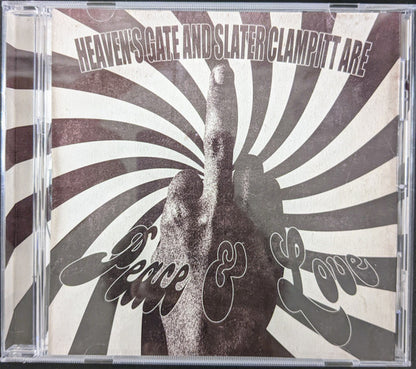 HEAVEN'S GATE AND SLATER CLAMPITT ARE
Peace & Love